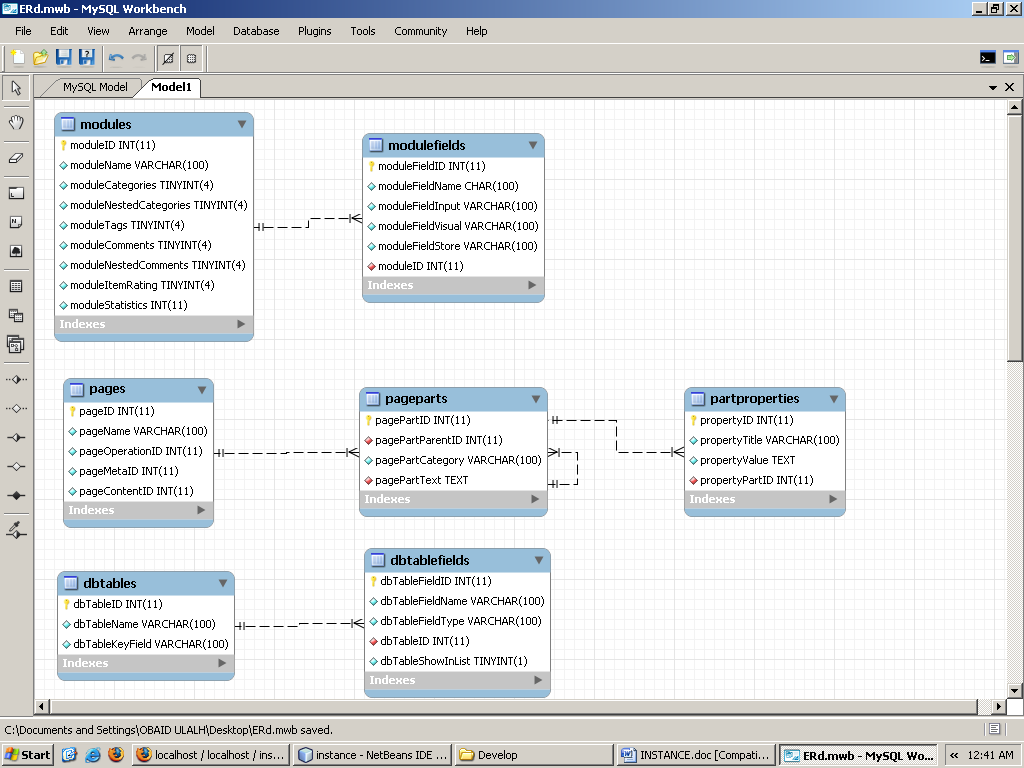 ERd.mwb - MySQL Workbench
File Edit View Arrange Model Database Plugins Tools Community Help
MySQL Model
Model1
modules
moduleID INT(11)
moduleName VARCHAR(100)
moduleCategories TINYINT(4)
moduleNestedCategories TINYINT(4)
moduleTags TINYINT(4)
moduleComments TINYINT(4)
moduleNestedComments TINYINT(4)
moduleItemRating TINYINT(4)
moduleStatistics INT(11)
Indexes
modulefields
moduleFieldID INT(11)
moduleFieldName CHAR(100)
moduleFieldInput VARCHAR(100)
moduleFieldVisual VARCHAR(100)
moduleFieldStore VARCHAR(100)
moduleID INT(11)
Indexes
pages
pageID INT(11)
pageName VARCHAR(100)
pageOperationID INT(11)
pageMetaID INT(11)
pageContentID INT(11)
Indexes
pageparts
pagePartID INT(11)
pagePartParentID INT(11)
pagePartCategory VARCHAR(100)
pagePartText TEXT
Indexes
partproperties
propertyID INT(11)
propertyTitle VARCHAR(100)
propertyValue TEXT
propertyPartID INT(11)
Indexes
dbtables
dbTableID INT(11)
dbTableName VARCHAR(100)
dbTableKeyField VARCHAR(100)
Indexes
dbtablefields
dbTableFieldID INT(11)
dbTableFieldName VARCHAR(100)
dbTableFieldType VARCHAR(100)
dbTableID INT(11)
dbTableShowInList TINYINT(1)
Indexes
C:\Documents and Settings\OBAID ULALH\Desktop\ERd.mwb saved.
Start
localhost / localhost / ins...
instance - NetBeans IDE ...
Develop
INSTANCE.doc [Compati...
ERd.mwb - MySQL Wo...
12:41 AM